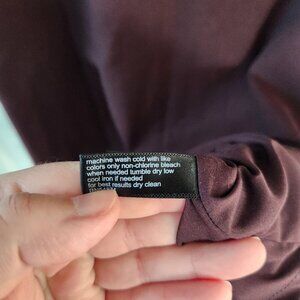 machine wash cold with like
colors only non-chlorine bleach
when needed tumble dry low
cool iron if needed
for best results dry clean